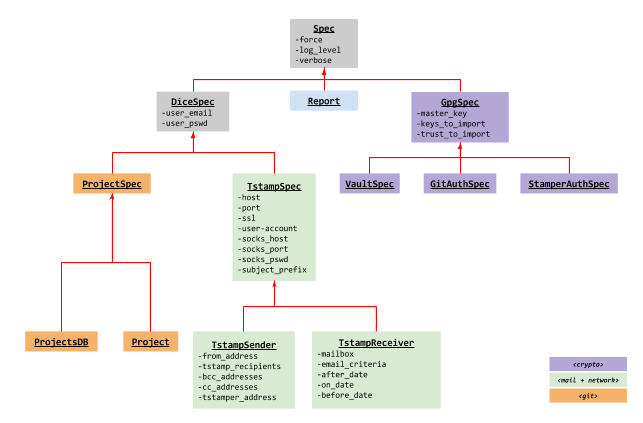 Spec
-force
-log_level
-verbose
DiceSpec
-user_email
-user_pswd
Report
GpgSpec
-master_key
-keys_to_import
-trust_to_import
ProjectSpec
TstampSpec
-host
-port
-ssl
-user-account
-socks_host
-socks_port
-socks_pswd
-subject_prefix
VaultSpec
GitAuthSpec
StamperAuthSpec
ProjectsDB
Project
TstampSender
-from_address
-tstamp_recipients
-bcc_addresses
-cc_addresses
-tstamper_address
TstampReceiver
-mailbox
-email_criteria
-after_date
-on_date
-before_date
<crypto>
<mail + network>
<git>